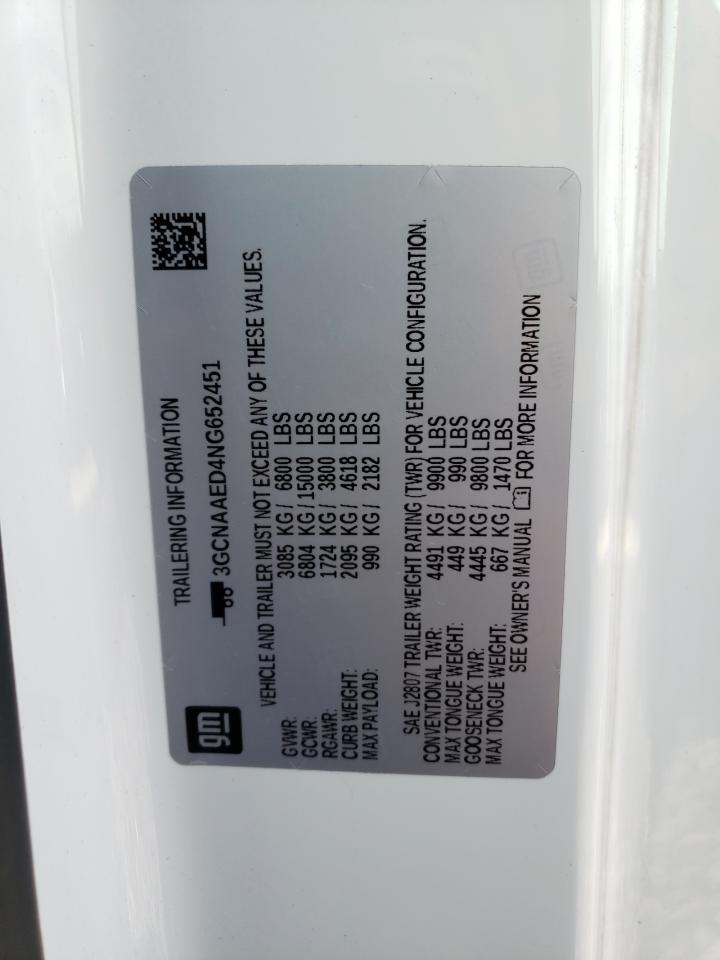 gm
TRAILERING INFORMATION
3GCNAAED4NG652451
VEHICLE AND TRAILER MUST NOT EXCEED ANY OF THESE VALUES.
GVWR: 3085 KG / 6800 LBS
GCWR: 6804 KG / 15000 LBS
RGAWR: 1724 KG / 3800 LBS
CURB WEIGHT: 2095 KG / 4618 LBS
MAX PAYLOAD: 990 KG / 2182 LBS
SAE J2807 TRAILER WEIGHT RATING (TWR) FOR VEHICLE CONFIGURATION.
CONVENTIONAL TWR: 4491 KG / 9900 LBS
MAX TONGUE WEIGHT: 449 KG / 990 LBS
GOOSENECK TWR: 4445 KG / 9800 LBS
MAX TONGUE WEIGHT: 667 KG / 1470 LBS
SEE OWNER'S MANUAL FOR MORE INFORMATION
gm